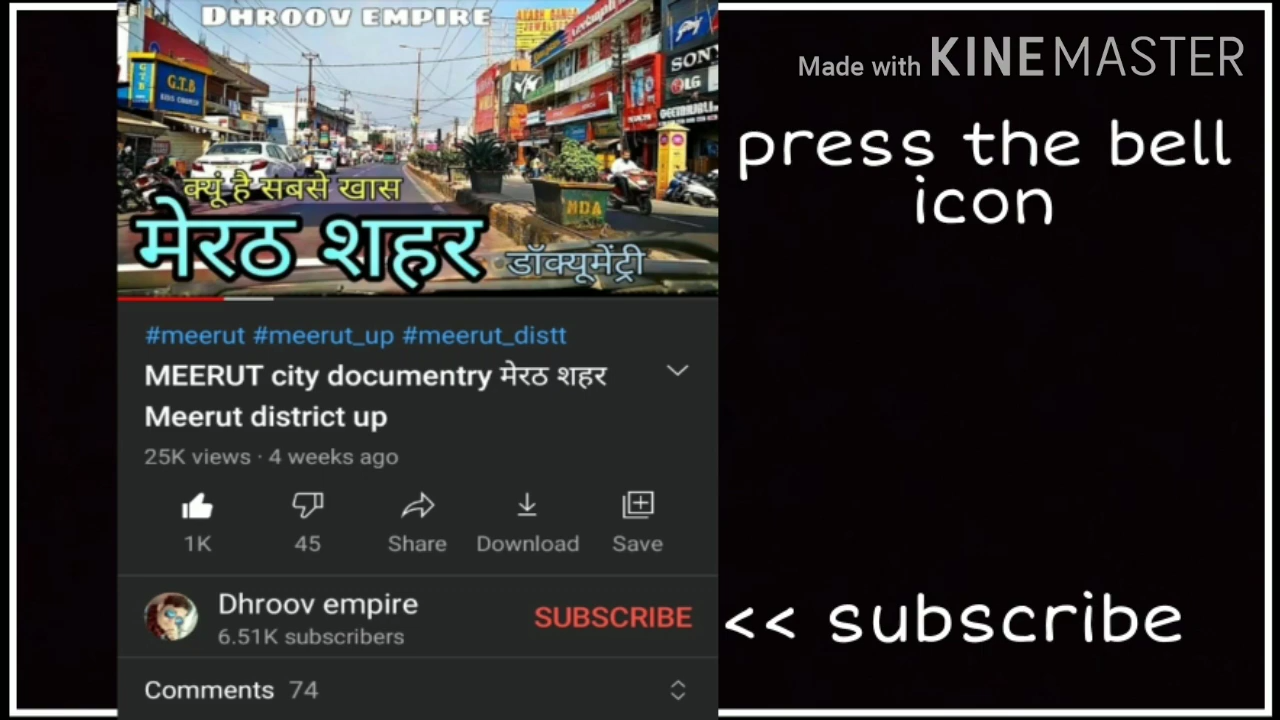 DHROOV EMPIRE
G.T.B
G.T.B
SONY
LG
MDA
क्यूं है सबसे खास
मेरठ शहर
डॉक्यूमेंट्री
#meerut #meerut_up #meerut_distt
MEERUT city documentry मेरठ शहर
Meerut district up
25K views · 4 weeks ago
1K
45
Share
Download
Save
Dhroov empire
6.51K subscribers
SUBSCRIBE
Comments 74
Made with KINEMASTER
press the bell
icon
<< subscribe